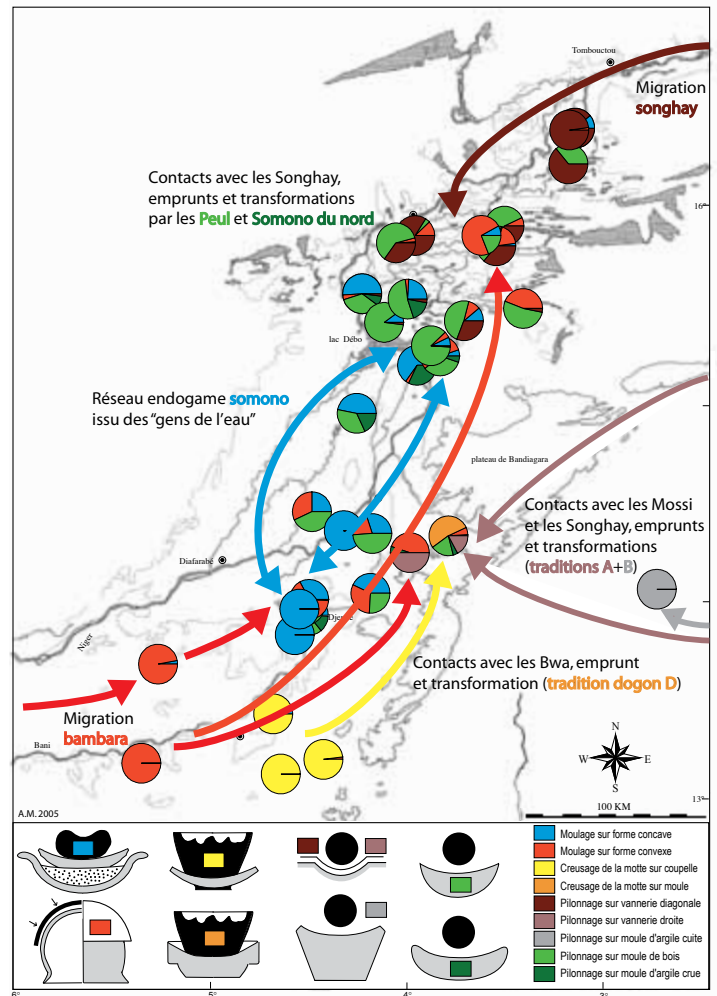 Tombouctou
Migration
songhay
Contacts avec les Songhay,
emprunts et transformations
par les Peul et Somono du nord
16°
lac Débo
Réseau endogame somono
issu des "gens de l'eau"
plateau de Bandiagara
Contacts avec les Mossi
et les Songhay, emprunts
et transformations
(traditions A+B)
Diafarabé
Djenné
Niger
Contacts avec les Bwa, emprunt
et transformation (tradition dogon D)
Migration
bambara
Bani
N
W
E
S
13°
100 KM
A.M. 2005
Moulage sur forme concave
Moulage sur forme convexe
Creusage de la motte sur coupelle
Creusage de la motte sur moule
Pilonnage sur vannerie diagonale
Pilonnage sur vannerie droite
Pilonnage sur moule d'argile cuite
Pilonnage sur moule de bois
Pilonnage sur moule d'argile crue
6°
5°
4°
3°